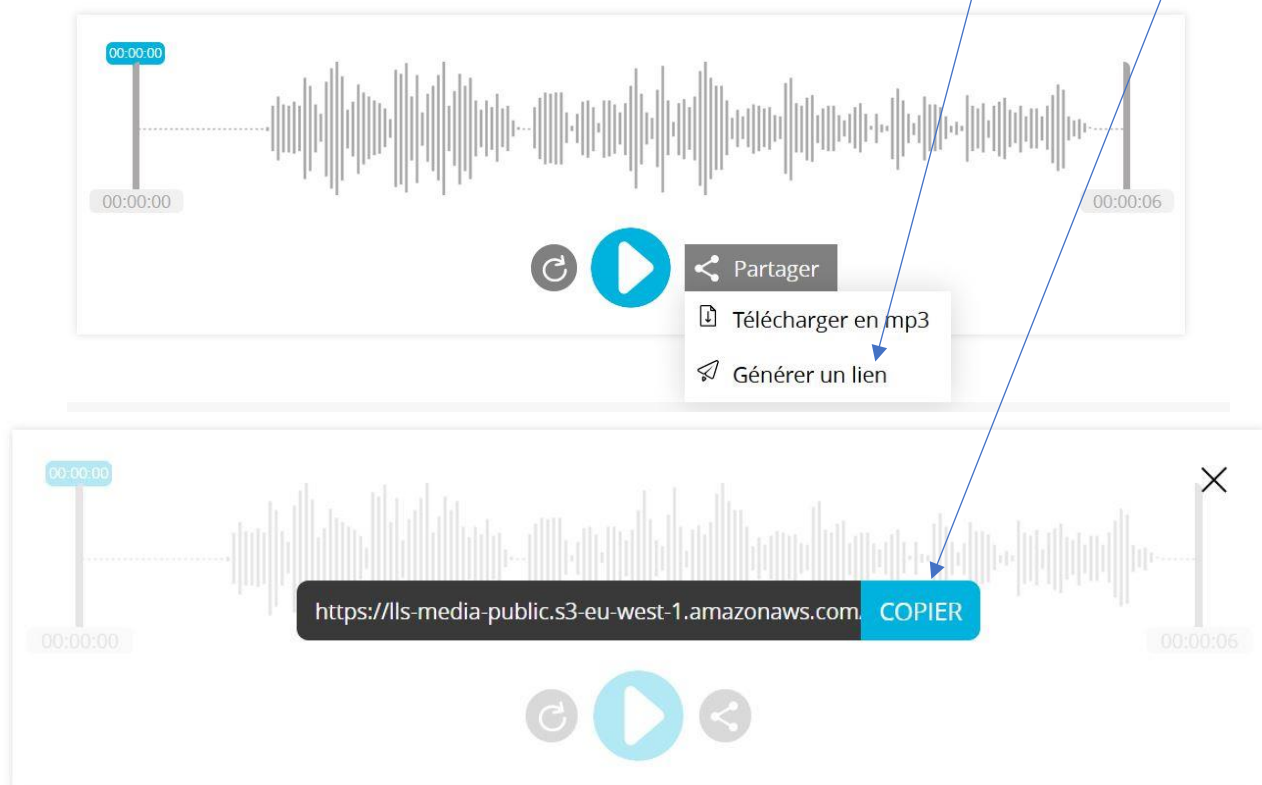 00:00:00
00:00:00
00:00:06
Partager
Télécharger en mp3
Générer un lien
00:00:00
https://lls-media-public.s3-eu-west-1.amazonaws.com.
COPIER
00:00:00
00:00:06